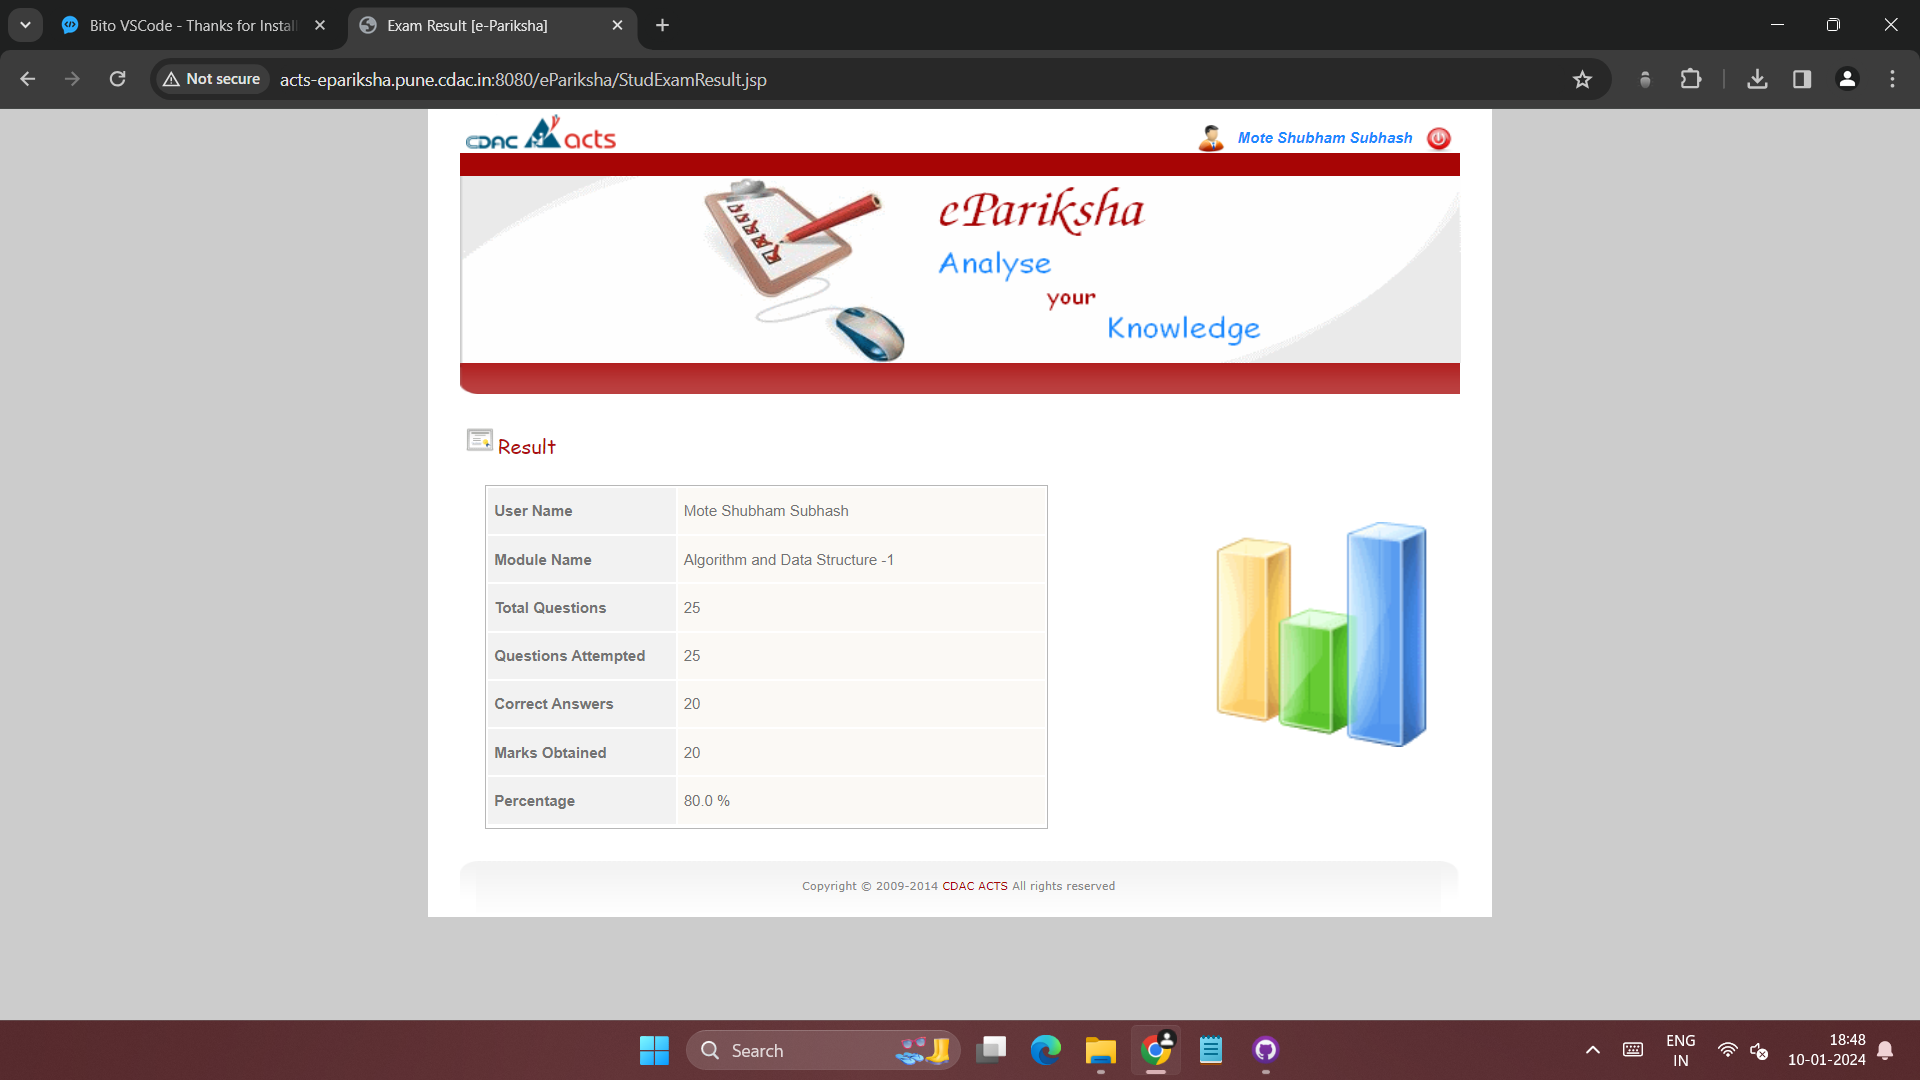 Bito VSCode - Thanks for Install
Exam Result [e-Pariksha]
Not secure
acts-epariksha.pune.cdac.in:8080/ePariksha/StudExamResult.jsp
CDAC acts
Mote Shubham Subhash
ePariksha
Analyse
your
Knowledge
Result
User Name Mote Shubham Subhash
Module Name Algorithm and Data Structure -1
Total Questions 25
Questions Attempted 25
Correct Answers 20
Marks Obtained 20
Percentage 80.0 %
Copyright © 2009-2014 CDAC ACTS All rights reserved
Search
ENG
IN
18:48
10-01-2024